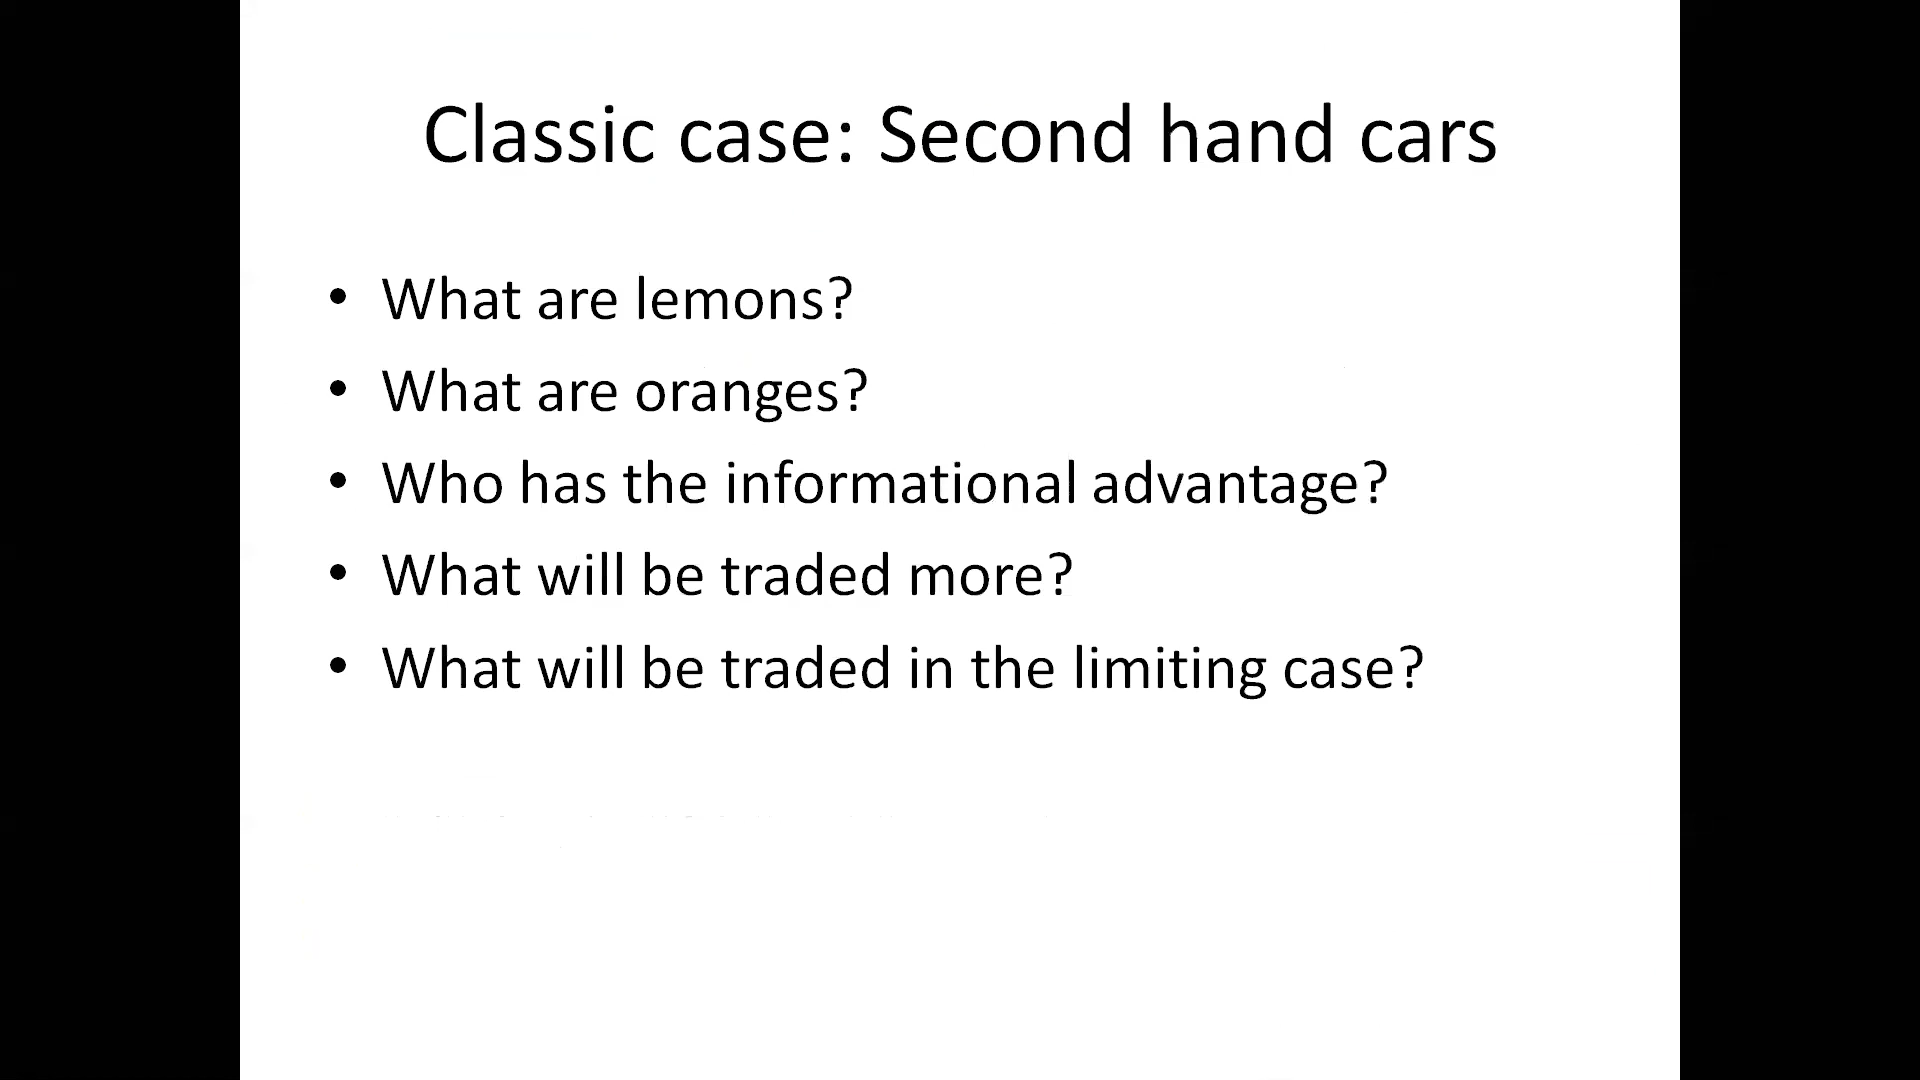 Classic case: Second hand cars
• What are lemons?
• What are oranges?
• Who has the informational advantage?
• What will be traded more?
• What will be traded in the limiting case?